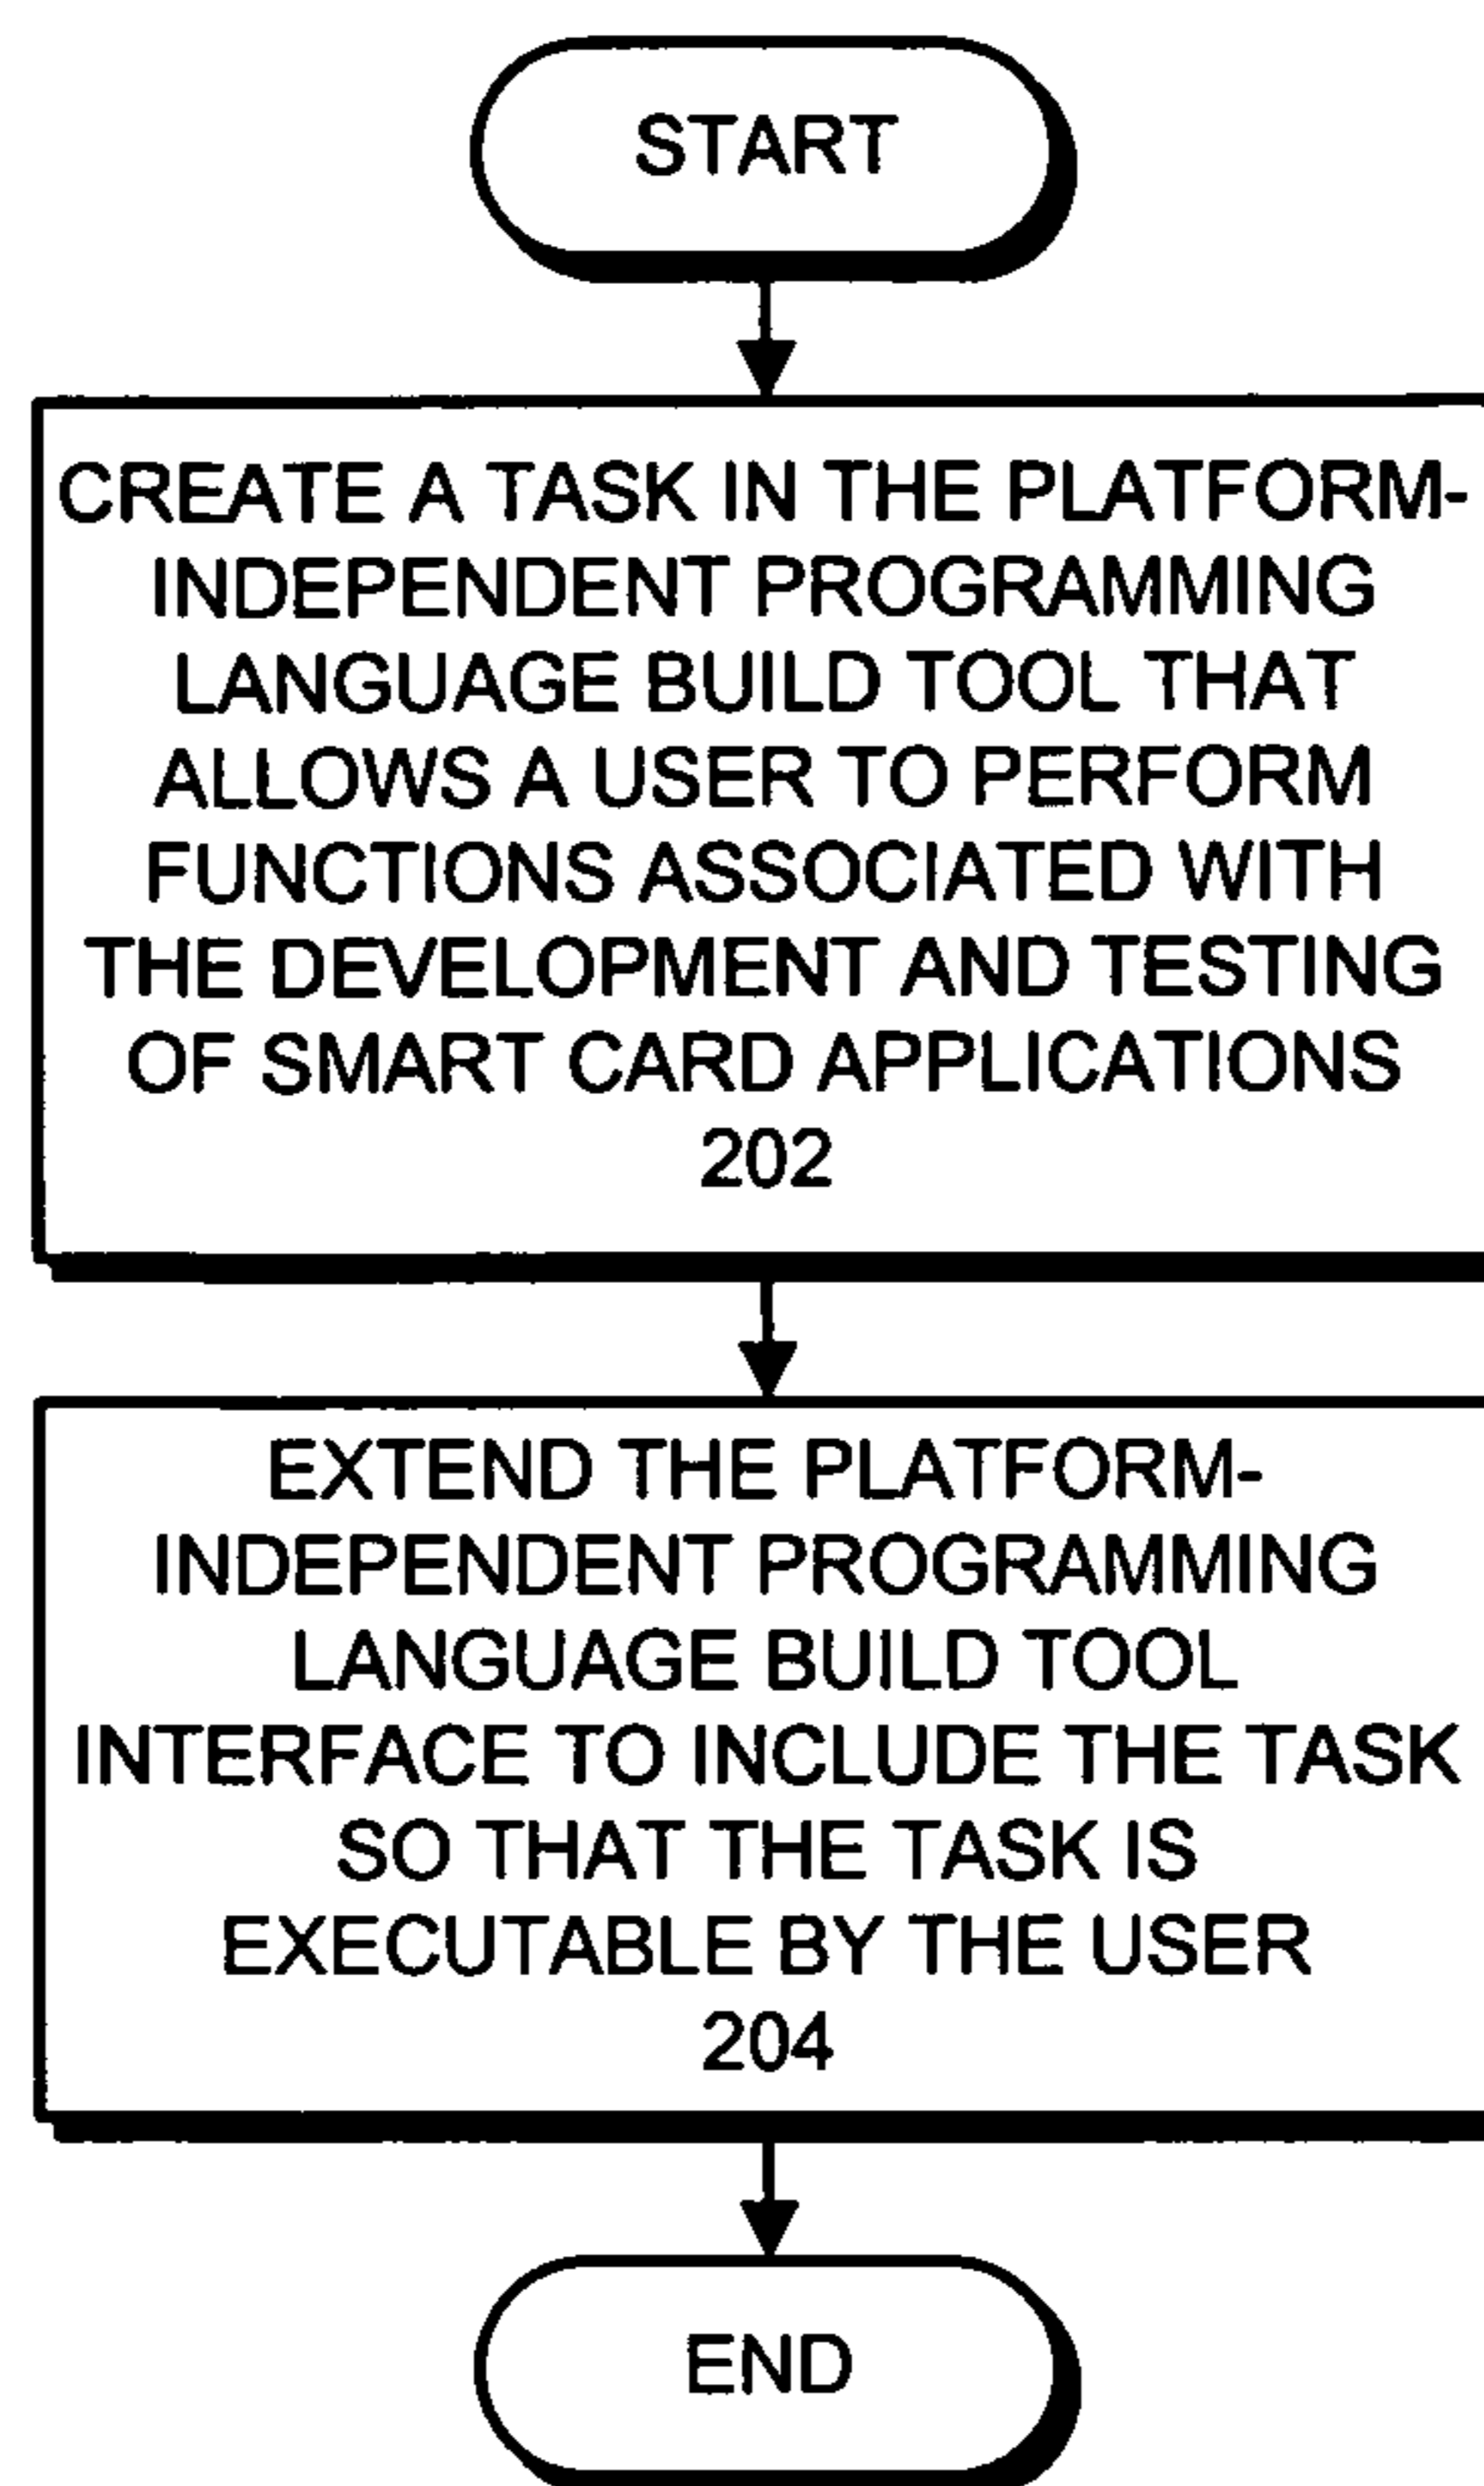 START
CREATE A TASK IN THE PLATFORM-
INDEPENDENT PROGRAMMING
LANGUAGE BUILD TOOL THAT
ALLOWS A USER TO PERFORM
FUNCTIONS ASSOCIATED WITH
THE DEVELOPMENT AND TESTING
OF SMART CARD APPLICATIONS
202
EXTEND THE PLATFORM-
INDEPENDENT PROGRAMMING
LANGUAGE BUILD TOOL
INTERFACE TO INCLUDE THE TASK
SO THAT THE TASK IS
EXECUTABLE BY THE USER
204
END